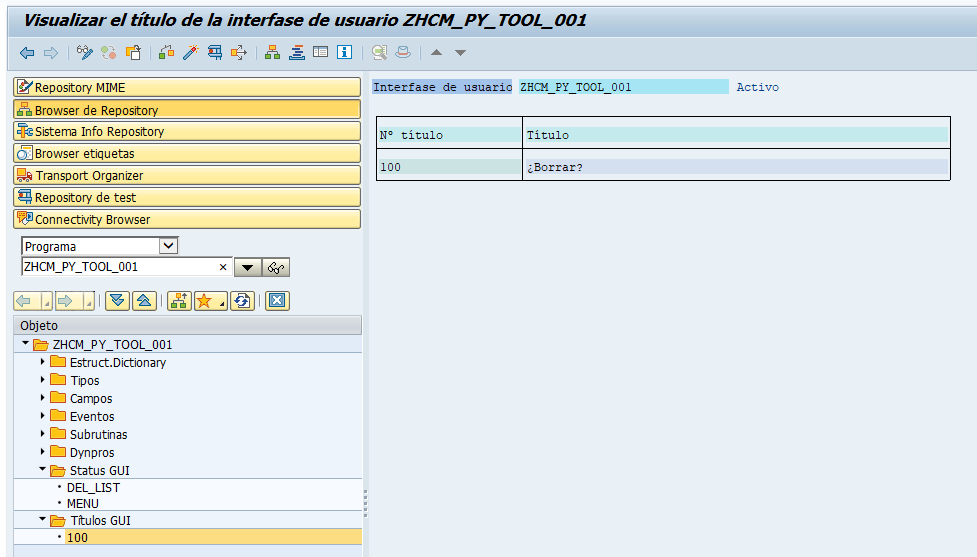 Visualizar el título de la interfase de usuario ZHCM_PY_TOOL_001
Repository MIME
Browser de Repository
Sistema Info Repository
Browser etiquetas
Transport Organizer
Repository de test
Connectivity Browser
Programa
ZHCM_PY_TOOL_001
Objeto
ZHCM_PY_TOOL_001
Estruct.Dictionary
Tipos
Campos
Eventos
Subrutinas
Dynpros
Status GUI
DEL_LIST
MENU
Títulos GUI
100
Interfase de usuario ZHCM_PY_TOOL_001 Activo
Nº título Título
100 ¿Borrar?